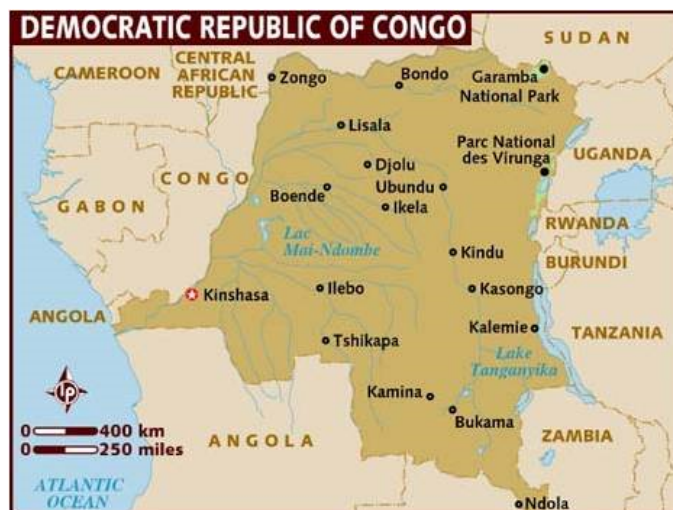 DEMOCRATIC REPUBLIC OF CONGO
SUDAN
CAMEROON
CENTRAL
AFRICAN
REPUBLIC
Zongo
Bondo
Garamba
National Park
Lisala
Parc National
des Virunga
UGANDA
Djolu
CONGO
Boende
Ubundu
Ikela
GABON
RWANDA
Lac
Mai-Ndombe
Kindu
BURUNDI
Kinshasa
Ilebo
Kasongo
ANGOLA
Kalemie
TANZANIA
Tshikapa
Lake
Tanganyika
LP
Kamina
Bukama
0 400 km
0 250 miles
ANGOLA
ZAMBIA
ATLANTIC
OCEAN
Ndola